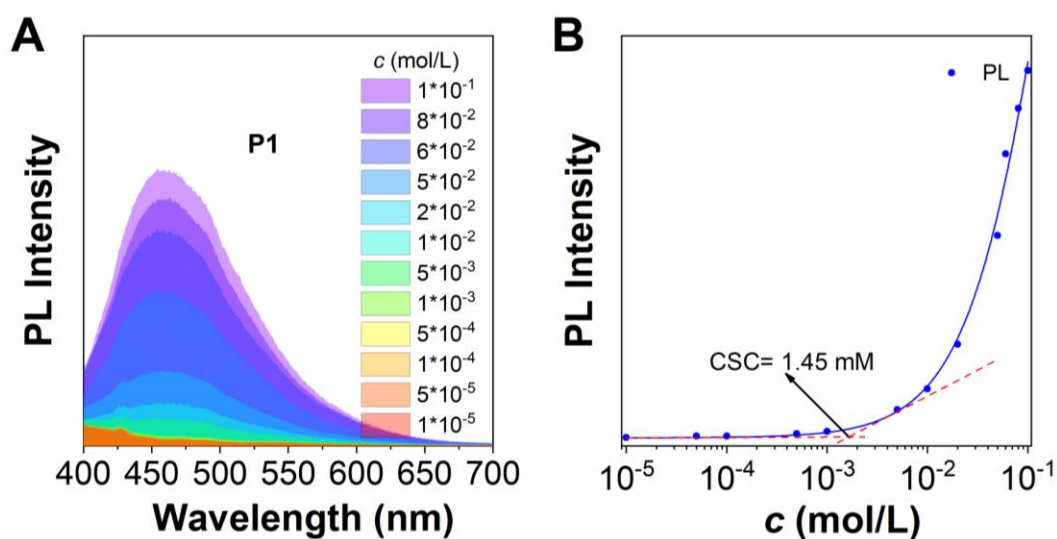 A
c (mol/L)
1*10⁻¹
8*10⁻²
6*10⁻²
5*10⁻²
2*10⁻²
1*10⁻²
5*10⁻³
1*10⁻³
5*10⁻⁴
1*10⁻⁴
5*10⁻⁵
1*10⁻⁵
P1
PL Intensity
400 450 500 550 600 650 700
Wavelength (nm)
B
PL
CSC= 1.45 mM
PL Intensity
10⁻⁵ 10⁻⁴ 10⁻³ 10⁻² 10⁻¹
c (mol/L)